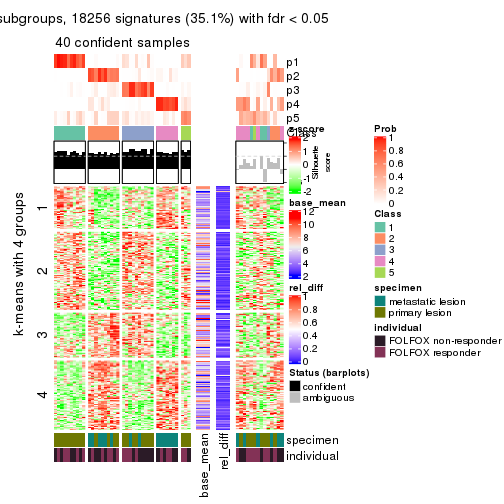 subgroups, 18256 signatures (35.1%) with fdr < 0.05
40 confident samples
p1
p2
p3
p4
p5
Class
Silhouette
score
k-means with 4 groups
1
2
3
4
specimen
individual
base_mean
rel_diff
z-score
2
1
0
-1
-2
base_mean
12
10
8
6
4
2
rel_diff
1
0.8
0.6
0.4
0.2
0
Status (barplots)
confident
ambiguous
Prob
1
0.8
0.6
0.4
0.2
0
Class
1
2
3
4
5
specimen
metastatic lesion
primary lesion
individual
FOLFOX non-responder
FOLFOX responder